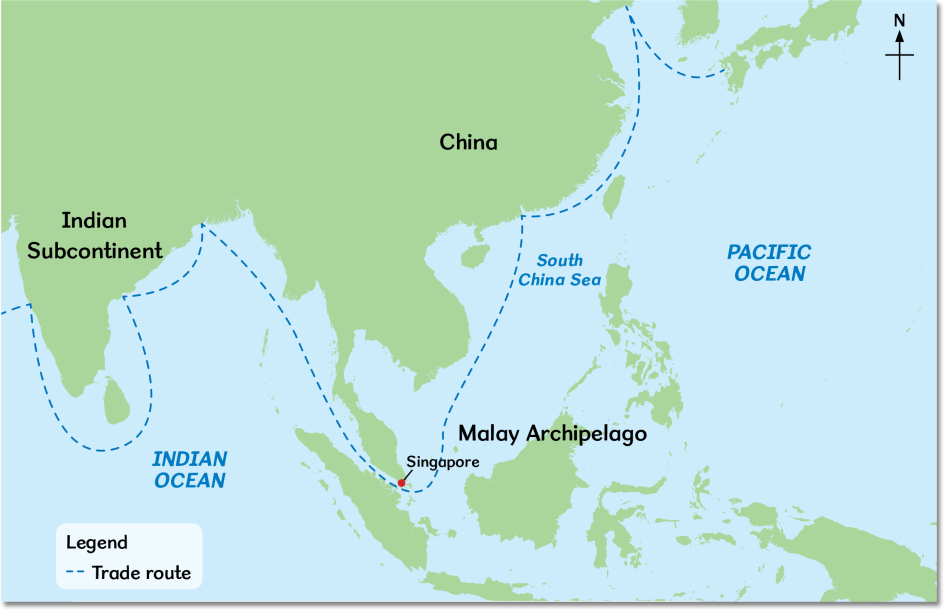 N
China
Indian
Subcontinent
South
China Sea
PACIFIC
OCEAN
Malay Archipelago
Singapore
INDIAN
OCEAN
Legend
Trade route